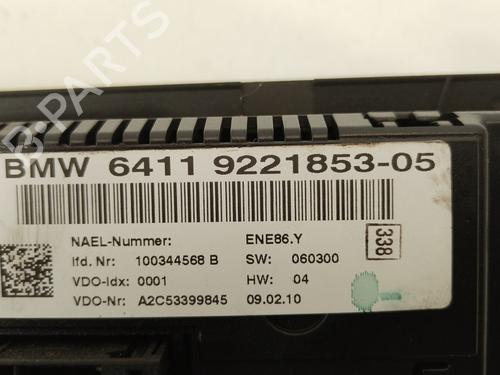 B-PARTS
BMW 6411 9221853-05
NAEL-Nummer: ENE86.Y
lfd. Nr: 100344568 B SW: 060300
338
VDO-Idx: 0001 HW: 04
VDO-Nr: A2C53399845 09.02.10